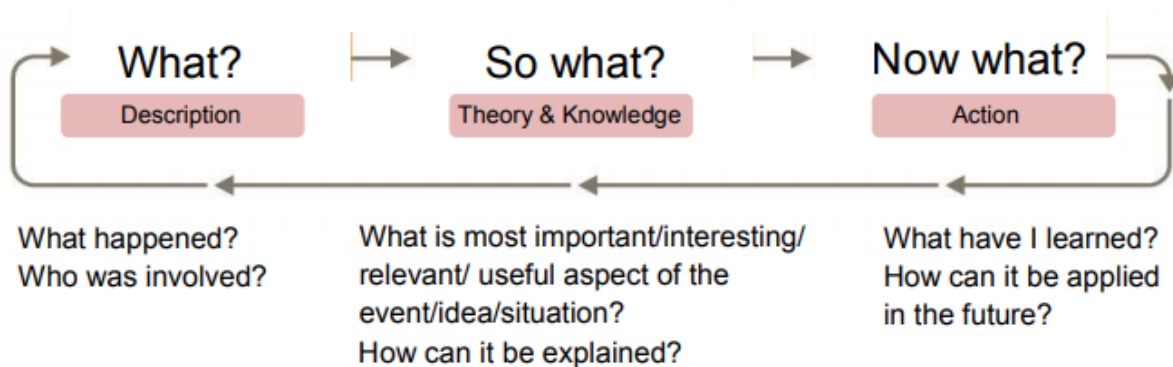 What?
So what?
Now what?
Description
Theory & Knowledge
Action
What happened?
Who was involved?
What is most important/interesting/
relevant/ useful aspect of the
event/idea/situation?
How can it be explained?
What have I learned?
How can it be applied
in the future?